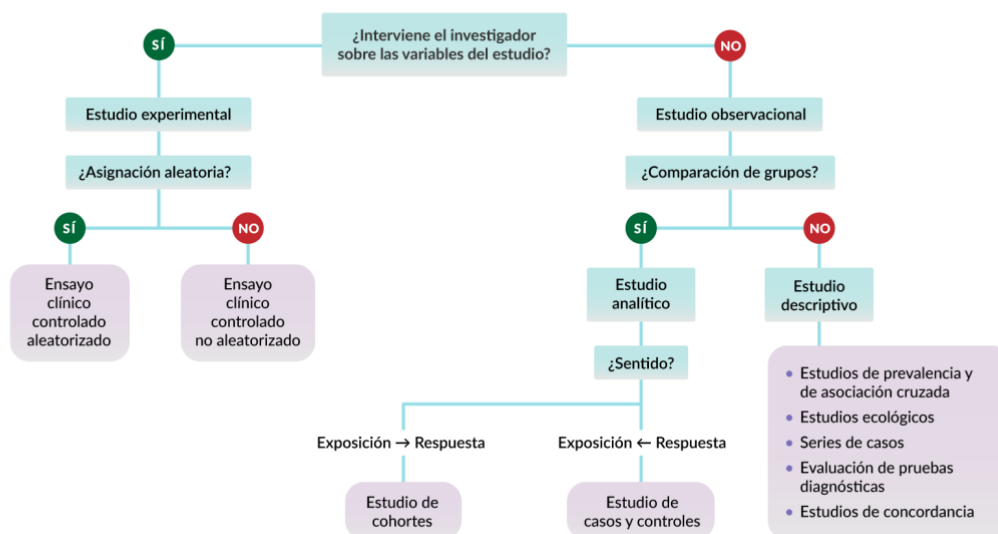 ¿Interviene el investigador
sobre las variables del estudio?
SÍ
NO
Estudio experimental
Estudio observacional
¿Asignación aleatoria?
¿Comparación de grupos?
SÍ
NO
SÍ
NO
Ensayo
clínico
controlado
aleatorizado
Ensayo
clínico
controlado
no aleatorizado
Estudio
analítico
Estudio
descriptivo
¿Sentido?
• Estudios de prevalencia y
de asociación cruzada
• Estudios ecológicos
• Series de casos
• Evaluación de pruebas
diagnósticas
• Estudios de concordancia
Exposición → Respuesta
Exposición ← Respuesta
Estudio de
cohortes
Estudio de
casos y controles